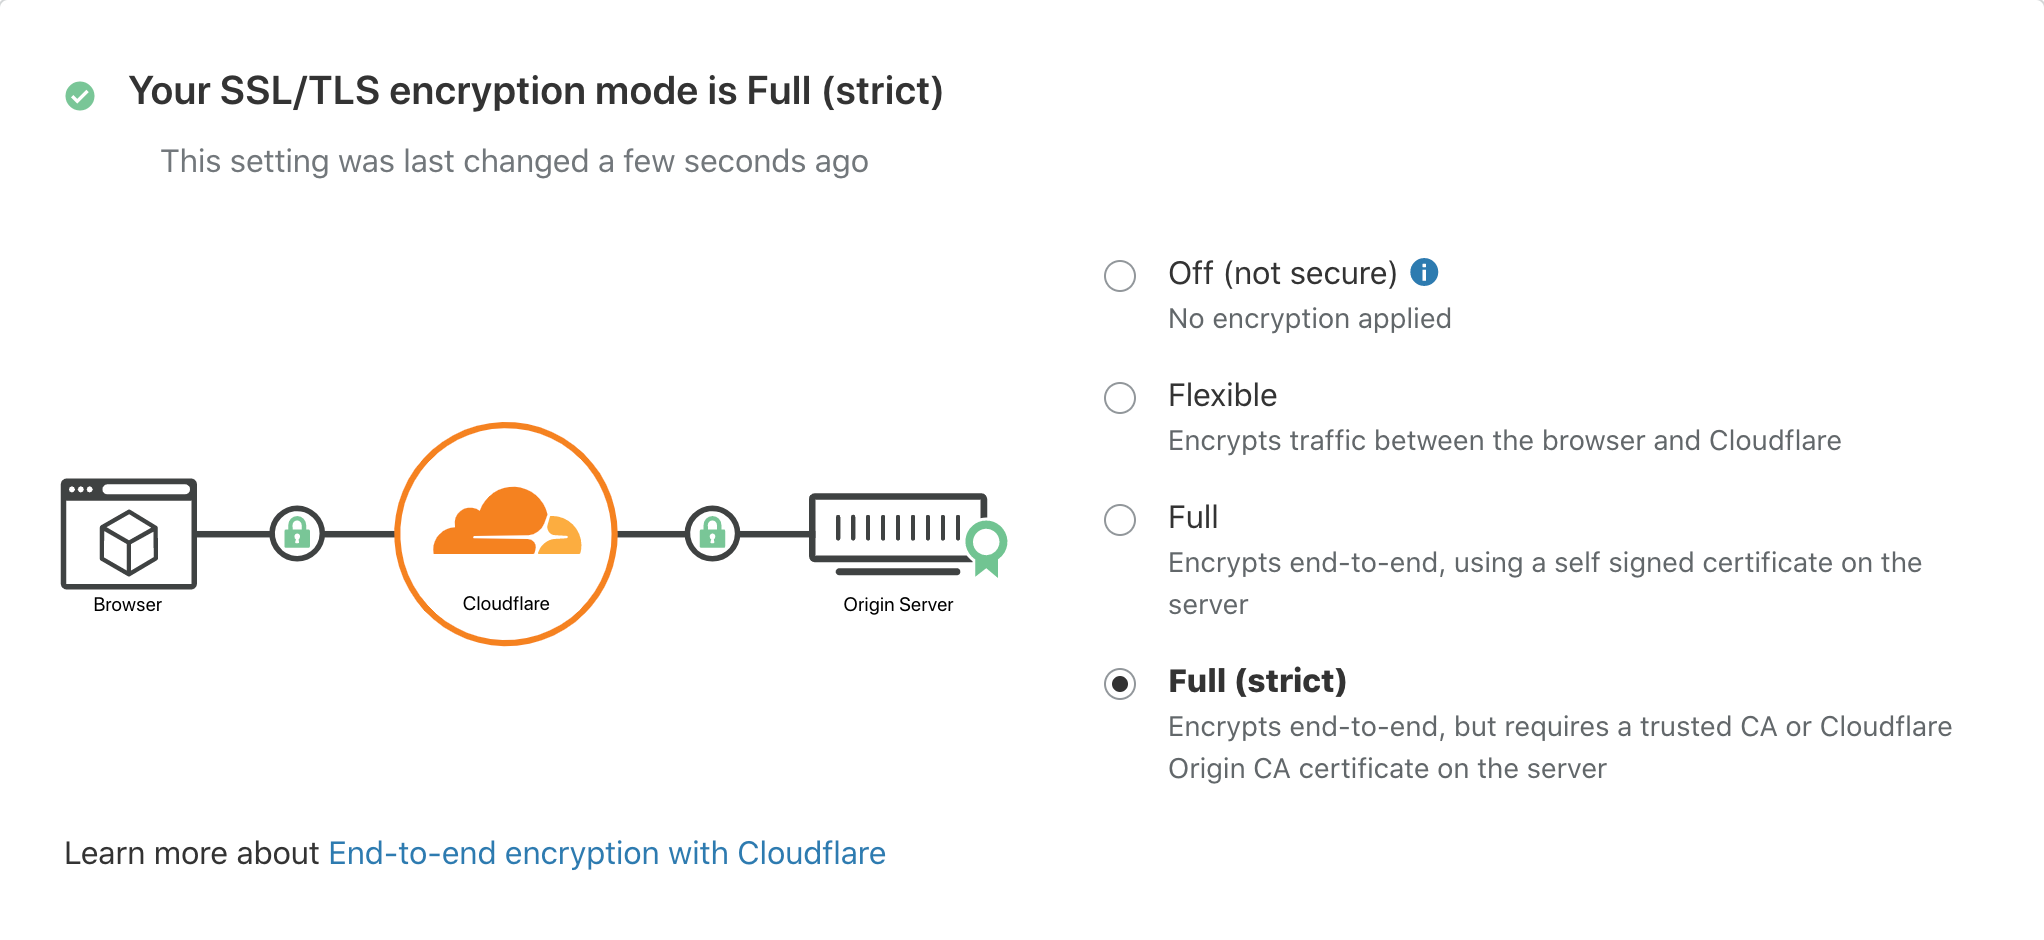 Your SSL/TLS encryption mode is Full (strict)
This setting was last changed a few seconds ago
Browser
Cloudflare
Origin Server
Off (not secure)
No encryption applied
Flexible
Encrypts traffic between the browser and Cloudflare
Full
Encrypts end-to-end, using a self signed certificate on the
server
Full (strict)
Encrypts end-to-end, but requires a trusted CA or Cloudflare
Origin CA certificate on the server
Learn more about End-to-end encryption with Cloudflare